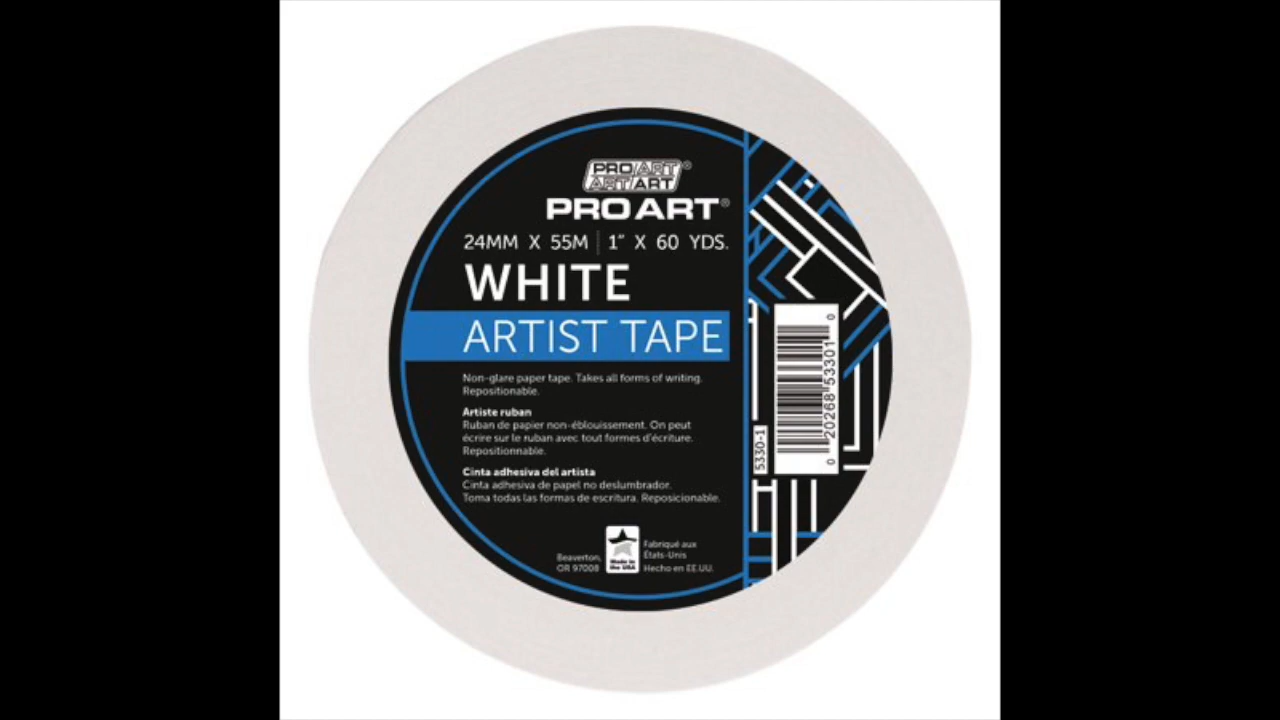 PRO/ART®
ART/ART
PRO ART®
24MM X 55M | 1” X 60 YDS.
WHITE
ARTIST TAPE
Non-glare paper tape. Takes all forms of writing.
Repositionable.
Artiste ruban
Ruban de papier non-éblouissement. On peut
écrire sur le ruban avec tout formes d'écriture.
Repositionnable.
Cinta adhesiva del artista
Cinta adhesiva de papel no deslumbrador.
Toma todas las formas de escritura. Reposicionable.
Beaverton,
OR 97008
Made in
the USA
Fabriqué aux
États-Unis
Hecho en EE.UU.
5330-1
0 20268 53301 0